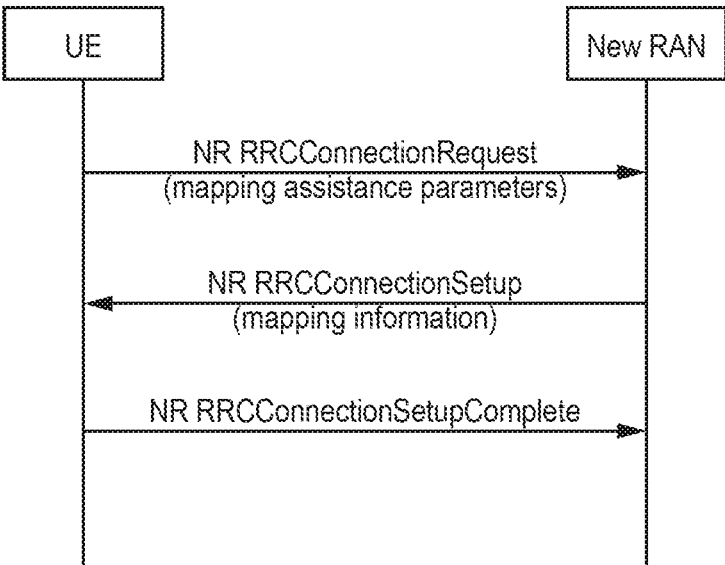 UE
New RAN
NR RRCConnectionRequest
(mapping assistance parameters)
NR RRCConnectionSetup
(mapping information)
NR RRCConnectionSetupComplete